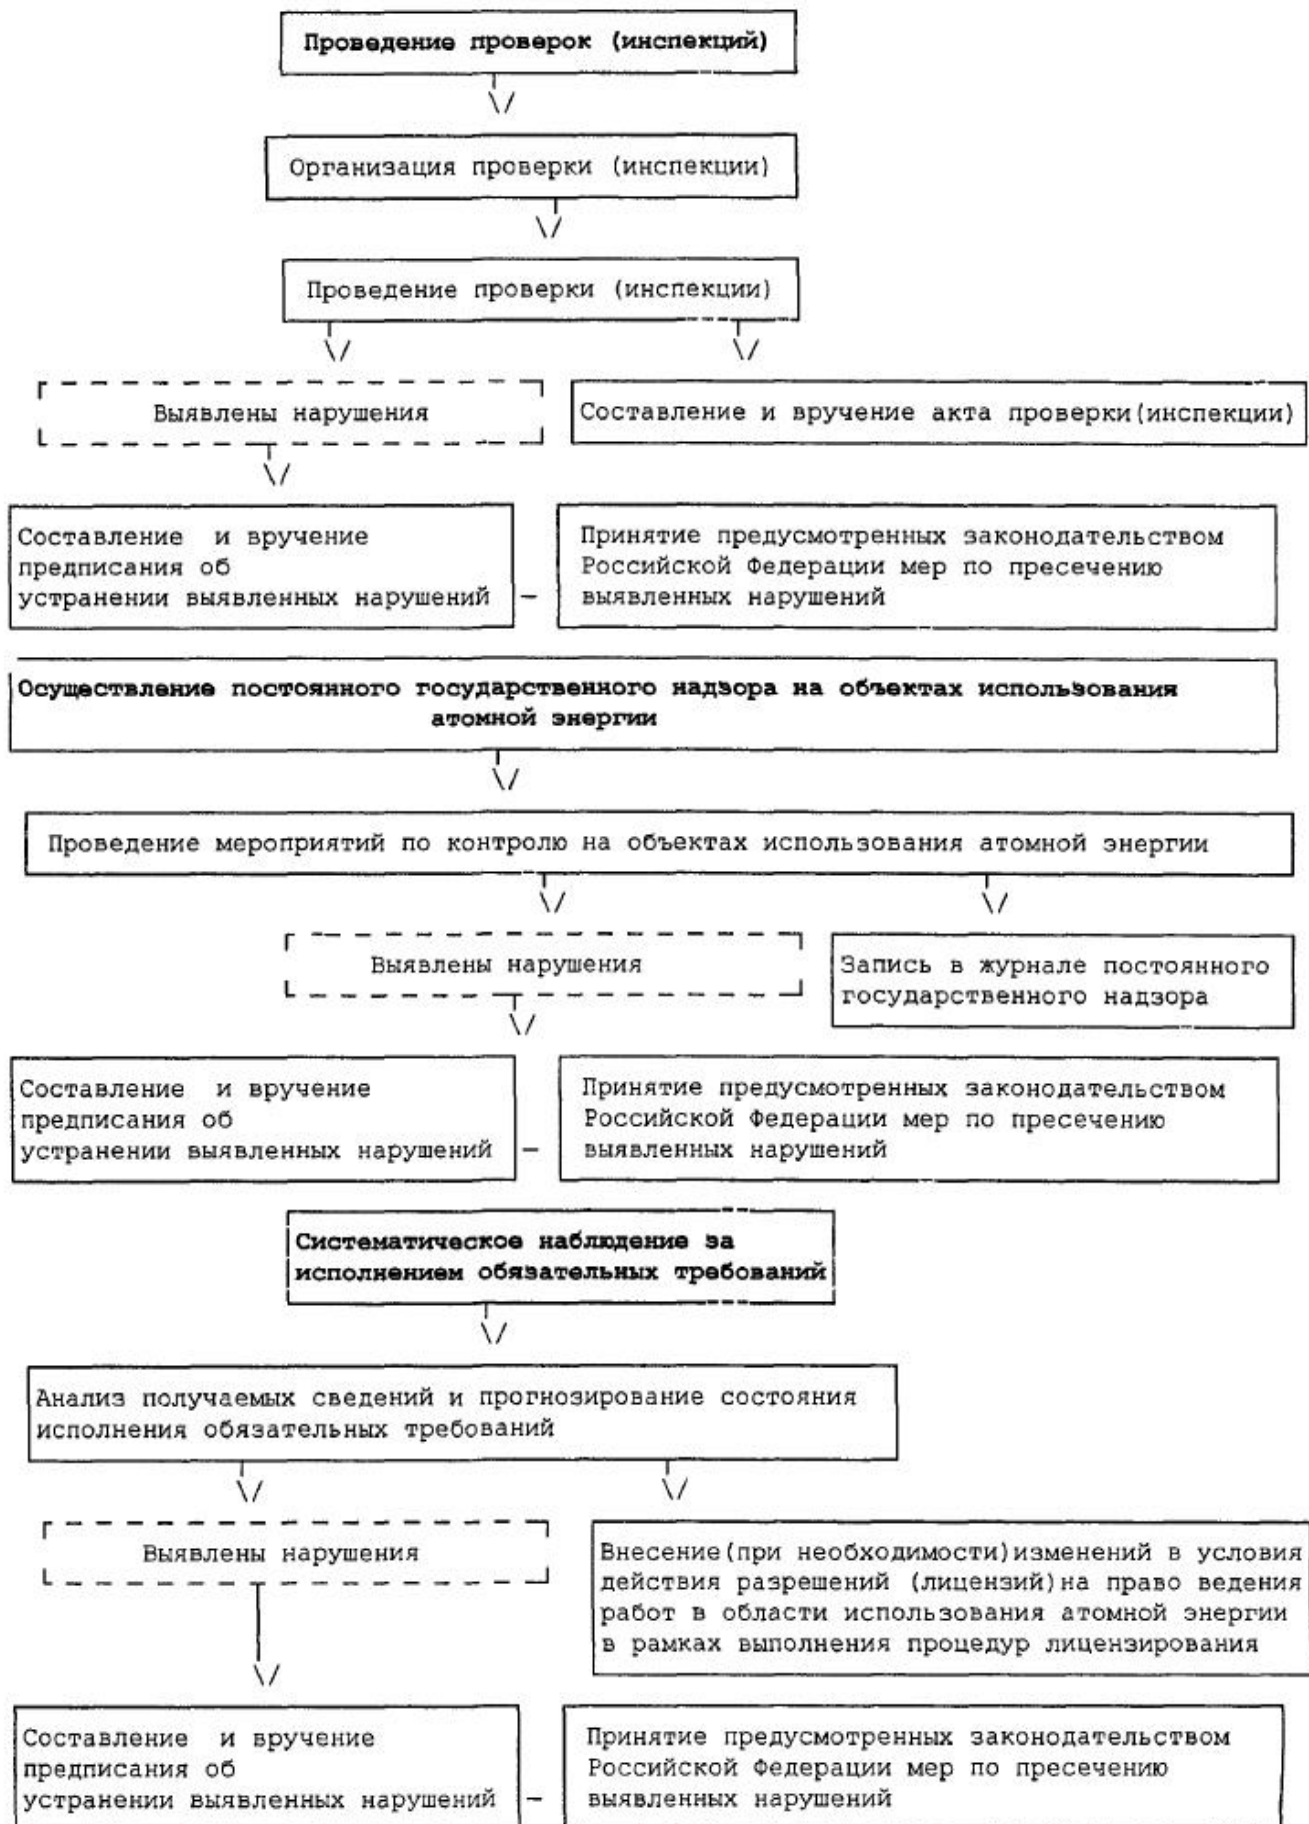 Проведение проверок (инспекций)
Организация проверки (инспекции)
Проведение проверки (инспекции)
Выявлены нарушения
Составление и вручение акта проверки(инспекции)
Составление и вручение
предписания об
устранении выявленных нарушений –
Принятие предусмотренных законодательством
Российской Федерации мер по пресечению
выявленных нарушений
Осуществление постоянного государственного надзора на объектах использования
атомной энергии
Проведение мероприятий по контролю на объектах использования атомной энергии
Выявлены нарушения
Запись в журнале постоянного
государственного надзора
Составление и вручение
предписания об
устранении выявленных нарушений –
Принятие предусмотренных законодательством
Российской Федерации мер по пресечению
выявленных нарушений
Систематическое наблюдение за
исполнением обязательных требований
Анализ получаемых сведений и прогнозирование состояния
исполнения обязательных требований
Выявлены нарушения
Внесение(при необходимости)изменений в условия
действия разрешений (лицензий)на право ведения
работ в области использования атомной энергии
в рамках выполнения процедур лицензирования
Составление и вручение
предписания об
устранении выявленных нарушений –
Принятие предусмотренных законодательством
Российской Федерации мер по пресечению
выявленных нарушений